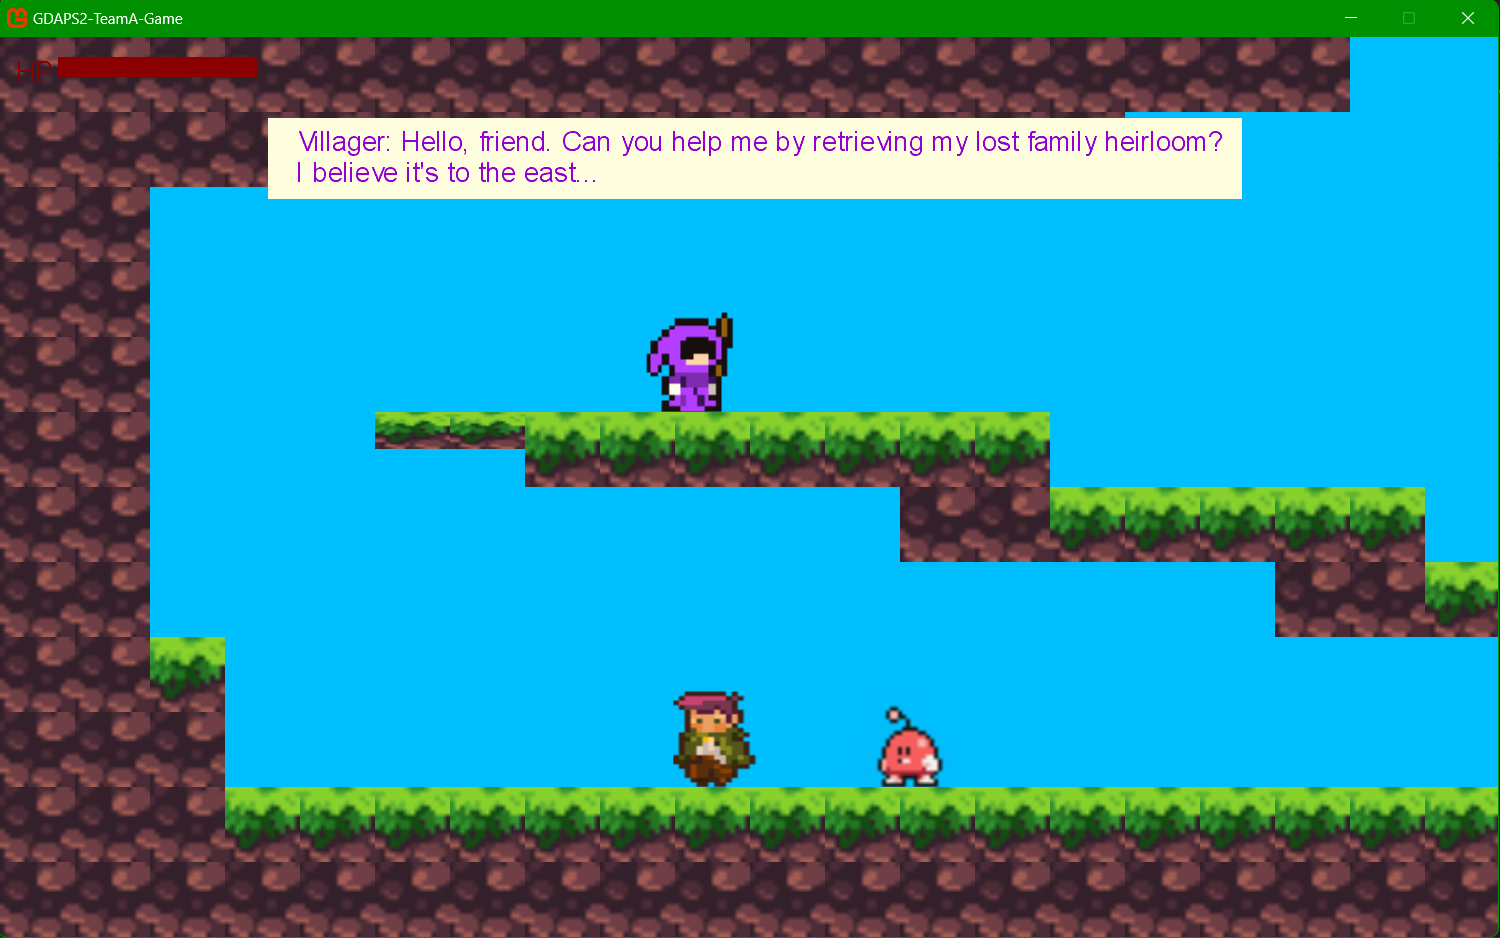 GDAPS2-TeamA-Game
HP
Villager: Hello, friend. Can you help me by retrieving my lost family heirloom?
I believe it's to the east...